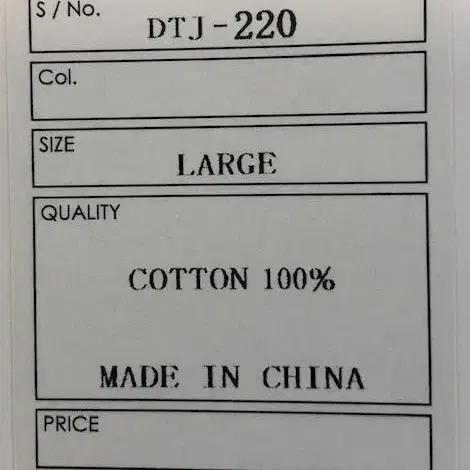 S / No.
DTJ-220
Col.
SIZE
LARGE
QUALITY
COTTON 100%
MADE IN CHINA
PRICE